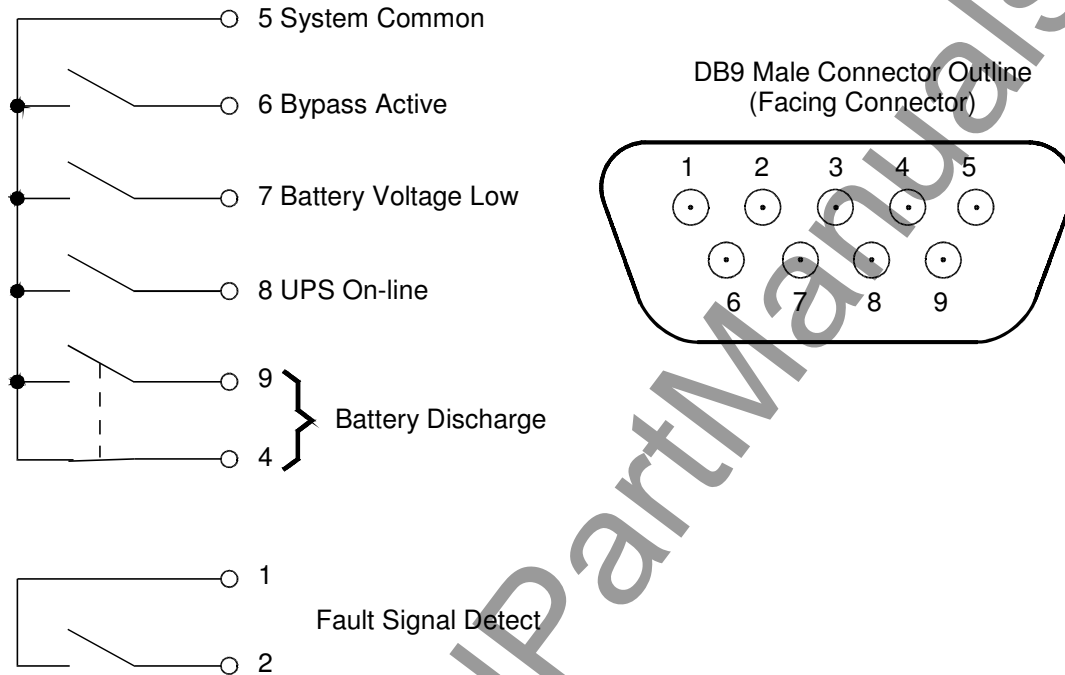 5 System Common
6 Bypass Active
7 Battery Voltage Low
8 UPS On-line
9
Battery Discharge
4
1
Fault Signal Detect
2
DB9 Male Connector Outline
(Facing Connector)
1 2 3 4 5
6 7 8 9
lPartManuals